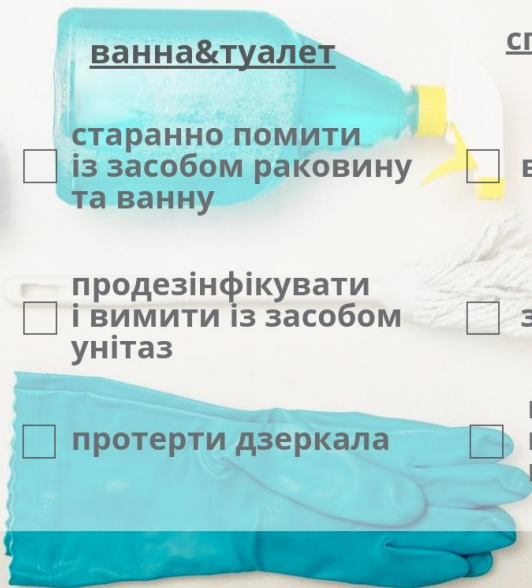 ванна&туалет
старанно помити
із засобом раковину
та ванну
продезінфікувати
і вимити із засобом
унітаз
протерти дзеркала